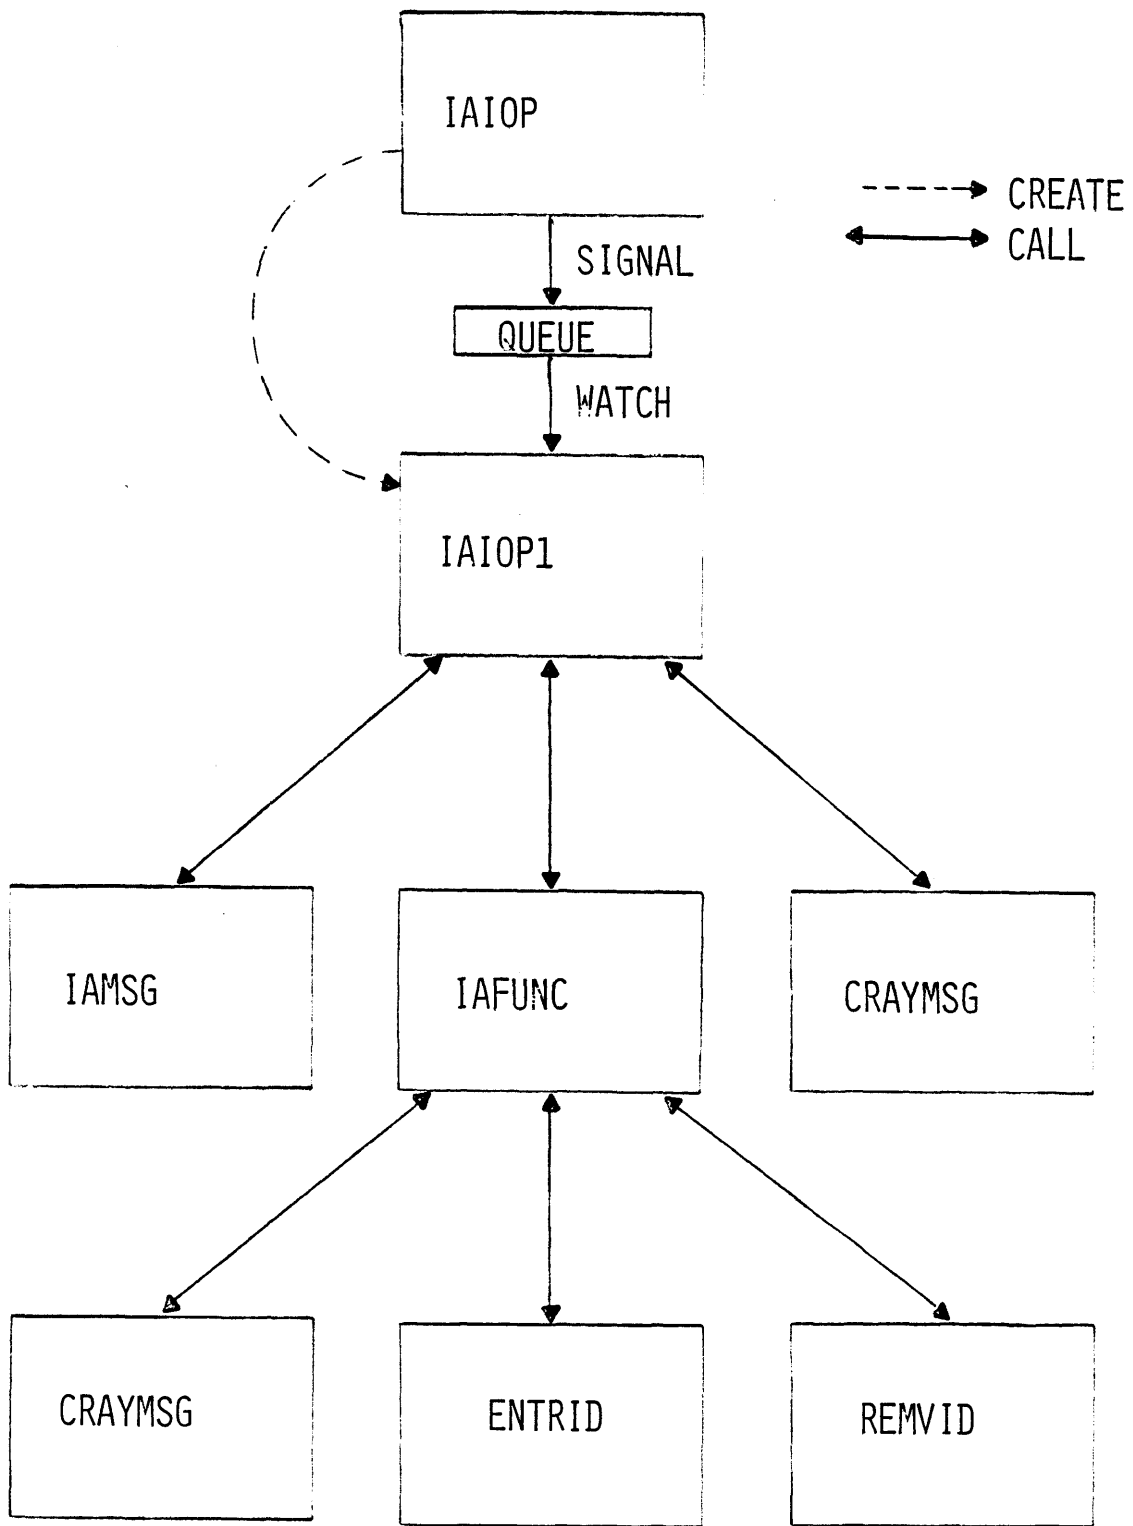 IAIOP
CREATE
CALL
SIGNAL
QUEUE
WATCH
IAIOP1
IAMSG
IAFUNC
CRAYMSG
CRAYMSG
ENTRID
REMVID